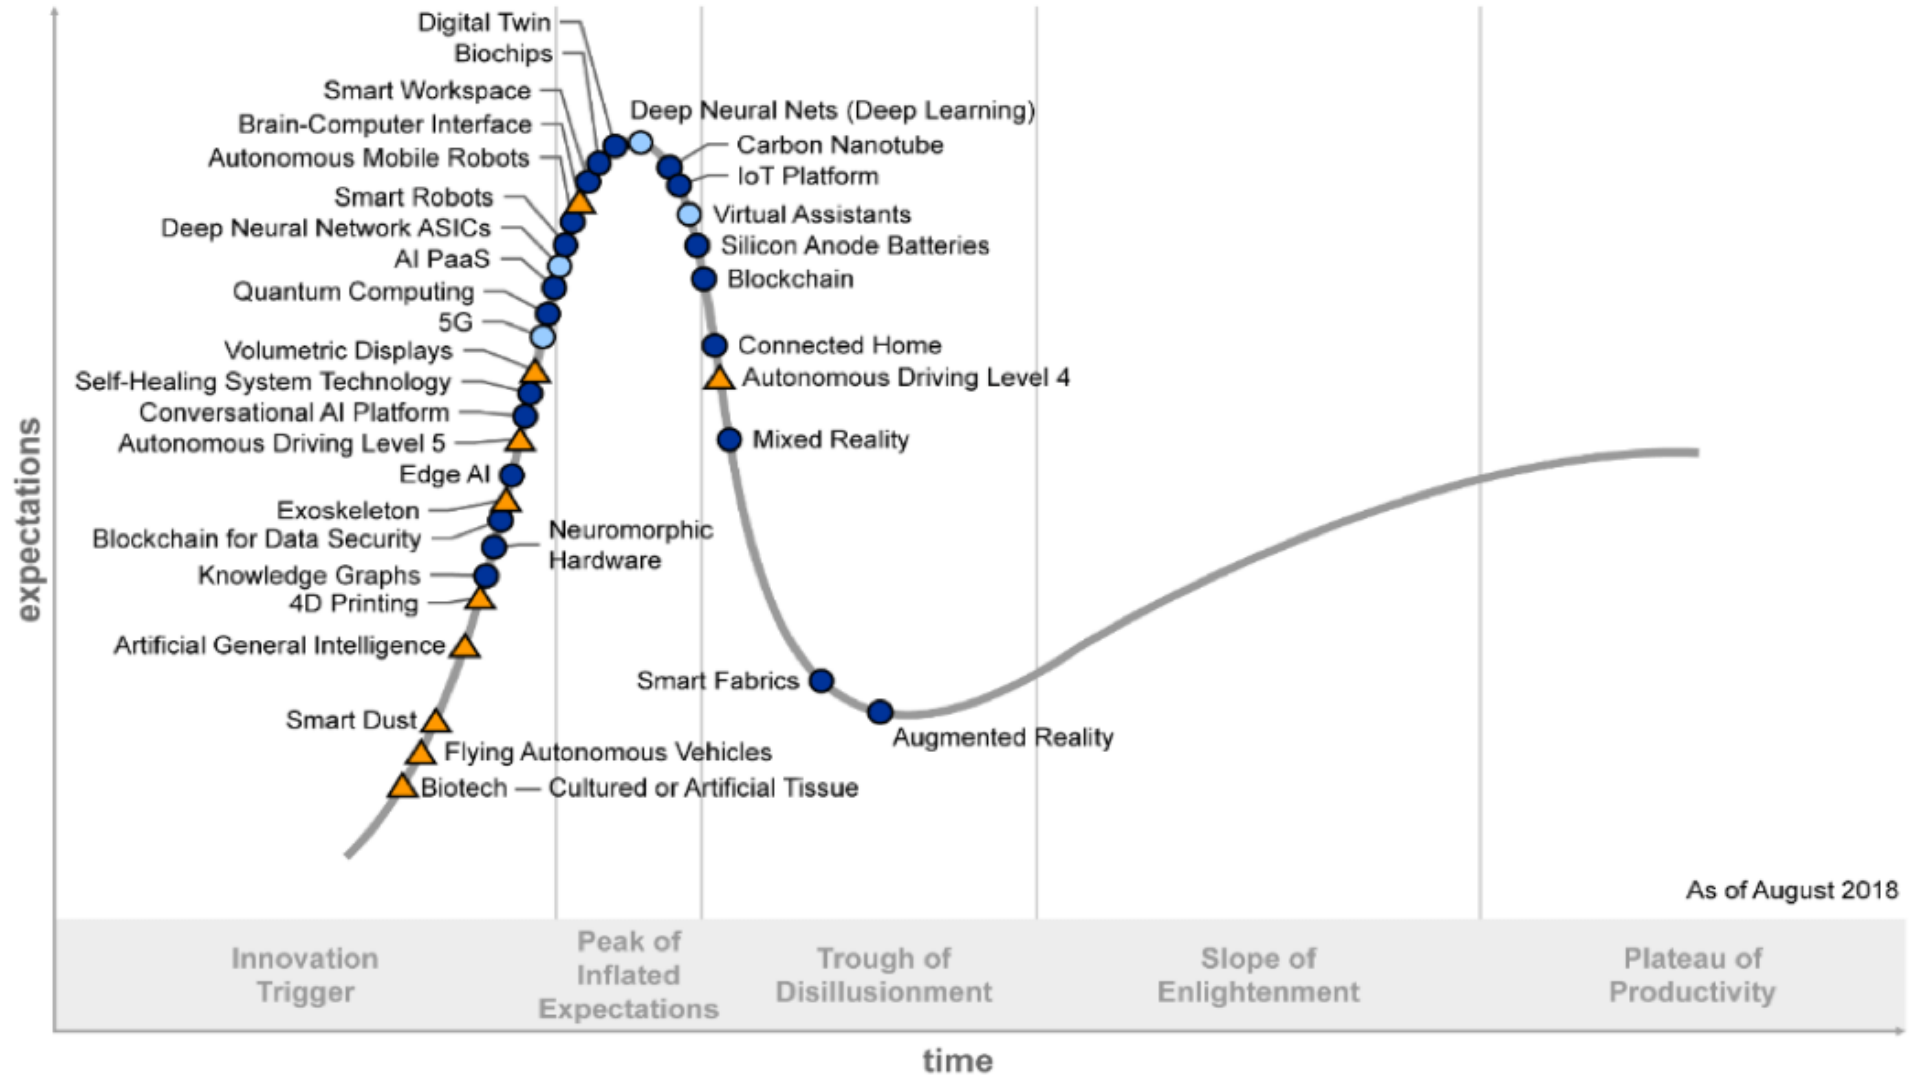 Digital Twin
Biochips
Smart Workspace
Brain-Computer Interface
Autonomous Mobile Robots
Smart Robots
Deep Neural Network ASICs
AI PaaS
Quantum Computing
5G
Volumetric Displays
Self-Healing System Technology
Conversational AI Platform
Autonomous Driving Level 5
Edge AI
Exoskeleton
Blockchain for Data Security
Neuromorphic
Hardware
Knowledge Graphs
4D Printing
Artificial General Intelligence
Smart Dust
Flying Autonomous Vehicles
Biotech — Cultured or Artificial Tissue
Deep Neural Nets (Deep Learning)
Carbon Nanotube
IoT Platform
Virtual Assistants
Silicon Anode Batteries
Blockchain
Connected Home
Autonomous Driving Level 4
Mixed Reality
Smart Fabrics
Augmented Reality
As of August 2018
expectations
Innovation
Trigger
Peak of
Inflated
Expectations
Trough of
Disillusionment
Slope of
Enlightenment
Plateau of
Productivity
time